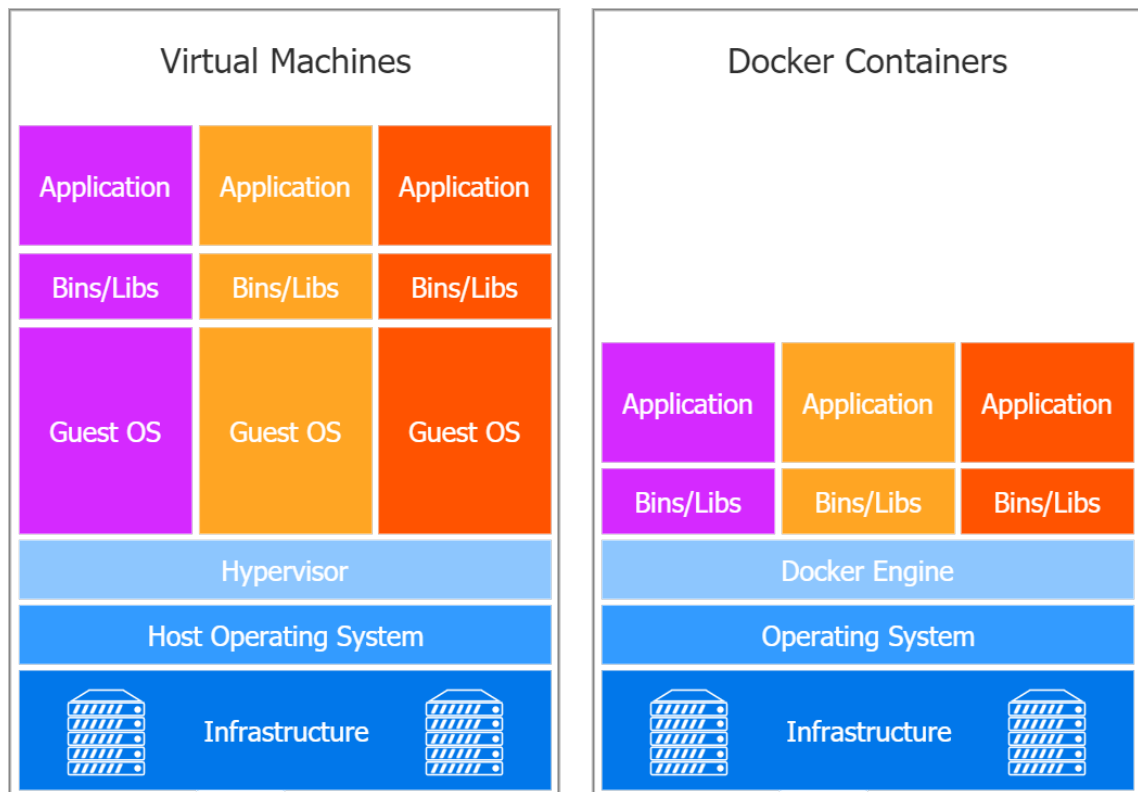 Virtual Machines
Application
Application
Application
Bins/Libs
Bins/Libs
Bins/Libs
Guest OS
Guest OS
Guest OS
Hypervisor
Host Operating System
Infrastructure
Docker Containers
Application
Application
Application
Bins/Libs
Bins/Libs
Bins/Libs
Docker Engine
Operating System
Infrastructure